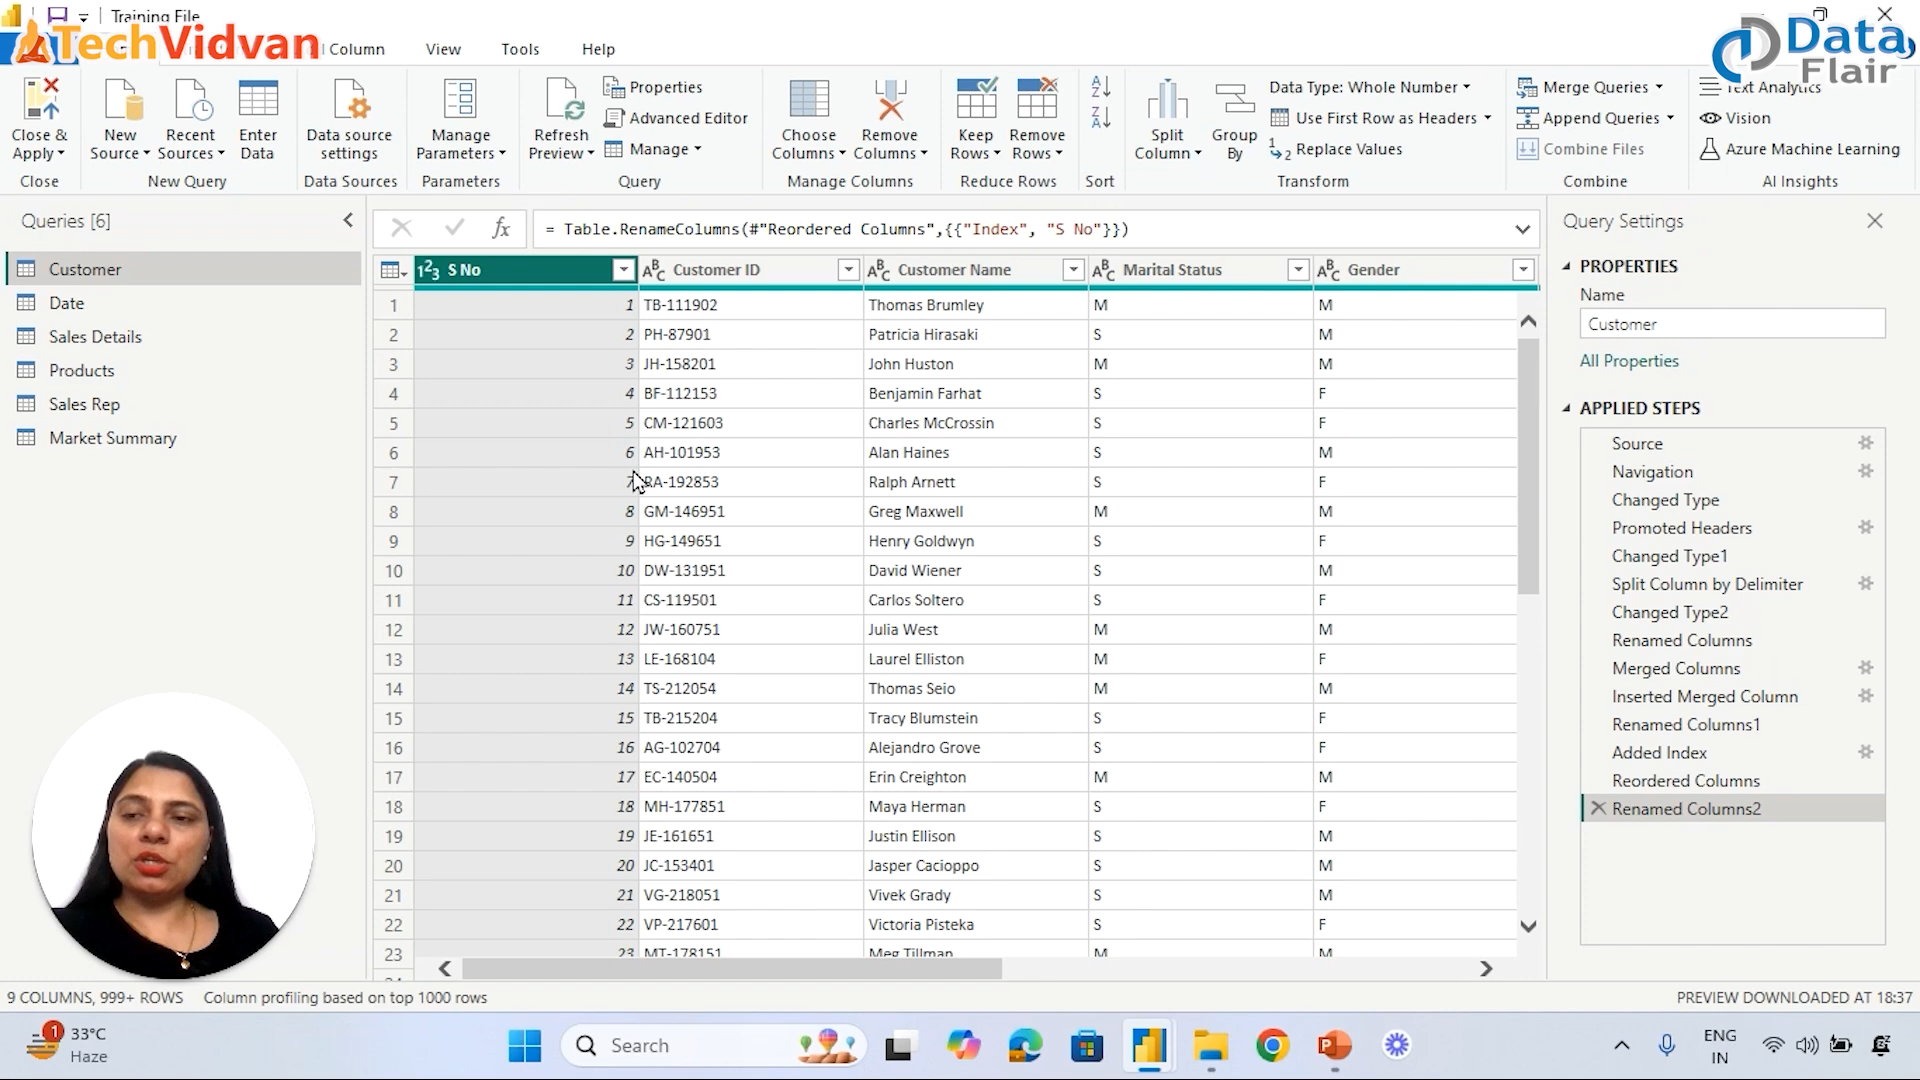 Training File
TechVidvan
Data
Flair
Column
View
Tools
Help
Close &
Apply
Close
New
Source
Recent
Sources
Enter
Data
New Query
Data source
settings
Data Sources
Manage
Parameters
Parameters
Refresh
Preview
Properties
Advanced Editor
Manage
Query
Choose
Columns
Remove
Columns
Manage Columns
Keep
Rows
Remove
Rows
Reduce Rows
Sort
Split
Column
Group
By
Data Type: Whole Number
Use First Row as Headers
Replace Values
Transform
Merge Queries
Append Queries
Combine Files
Combine
Text Analytics
Vision
Azure Machine Learning
AI Insights
Queries [6]
Customer
Date
Sales Details
Products
Sales Rep
Market Summary
fx = Table.RenameColumns(#"Reordered Columns",{{"Index", "S No"}})
S No Customer ID Customer Name Marital Status Gender
1 1 TB-111902 Thomas Brumley M M
2 2 PH-87901 Patricia Hirasaki S M
3 3 JH-158201 John Huston M M
4 4 BF-112153 Benjamin Farhat S F
5 5 CM-121603 Charles McCrossin S F
6 6 AH-101953 Alan Haines S M
7 7 RA-192853 Ralph Arnett S F
8 8 GM-146951 Greg Maxwell M M
9 9 HG-149651 Henry Goldwyn S F
10 10 DW-131951 David Wiener S M
11 11 CS-119501 Carlos Soltero S F
12 12 JW-160751 Julia West M M
13 13 LE-168104 Laurel Elliston M F
14 14 TS-212054 Thomas Seio M M
15 15 TB-215204 Tracy Blumstein S F
16 16 AG-102704 Alejandro Grove S F
17 17 EC-140504 Erin Creighton M M
18 18 MH-177851 Maya Herman S F
19 19 JE-161651 Justin Ellison S M
20 20 JC-153401 Jasper Cacioppo S M
21 21 VG-218051 Vivek Grady S M
22 22 VP-217601 Victoria Pisteka S F
23 23 MT-178151 Meg Tillman M M
Query Settings
PROPERTIES
Name
Customer
All Properties
APPLIED STEPS
Source
Navigation
Changed Type
Promoted Headers
Changed Type1
Split Column by Delimiter
Changed Type2
Renamed Columns
Merged Columns
Inserted Merged Column
Renamed Columns1
Added Index
Reordered Columns
Renamed Columns2
9 COLUMNS, 999+ ROWS Column profiling based on top 1000 rows
PREVIEW DOWNLOADED AT 18:37
1
33°C
Haze
Search
ENG
IN